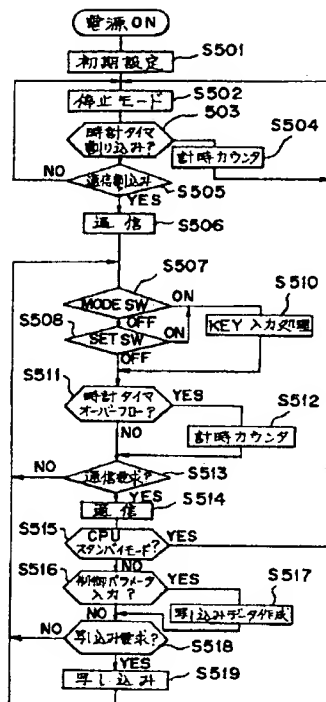 電源ON
S501
初期設定
S502
停止モード
503
時計タイマ
割り込み?
S504
計時カウンタ
NO
通信割込み
S505
YES
S506
通信
S507
MODE SW
ON
S508
OFF
S510
SET SW
ON
KEY入力処理
OFF
S511
時計タイマ
オーバーフロー?
YES
S512
NO
計時カウンタ
NO
通信要求?
S513
YES
S514
通信
S515
CPU
スタンバイモード?
YES
S516
NO
制御パラメータ
入力?
YES
S517
NO
写し込みデータ作成
NO
写し込み要求?
S518
YES
S519
写し込み